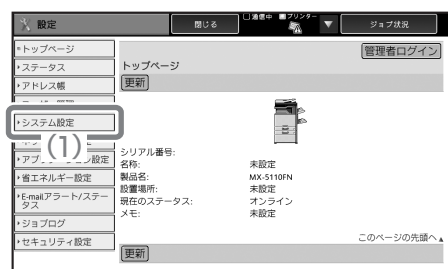 設定
閉じる
通信中
プリンター
ジョブ状況
管理者ログイン
トップページ
ステータス
アドレス帳
システム設定
(1)
省エネルギー設定
E-mailアラート/ステー
タス
ジョブログ
セキュリティ設定
トップページ
更新
シリアル番号:
名称: 未設定
製品名: MX-5110FN
設置場所: 未設定
現在のステータス: オンライン
メモ: 未設定
このページの先頭へ▲
更新